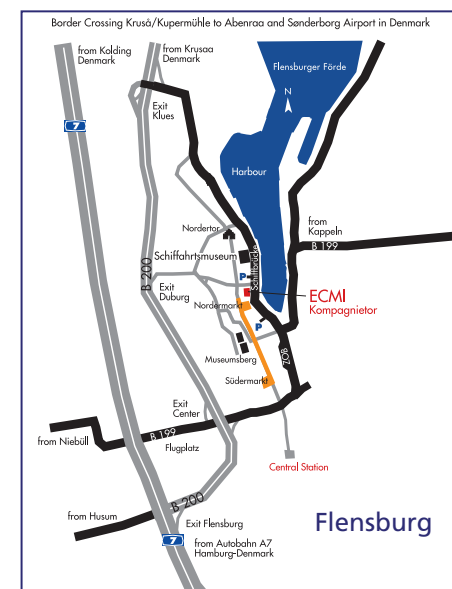 Border Crossing Kruså/Kupermühle to Abenraa and Sønderborg Airport in Denmark
from Kolding
Denmark
from Krusaa
Denmark
Flensburger Förde
N
7
Exit
Klues
Harbour
Nordertor
from
Kappeln
B 199
Schiffahrtsmuseum
Schiffbrücke
P
B 200
Exit
Duburg
ECMI
Kompagnietor
Nordermarkt
P
Museumsberg
ZOB
Südermarkt
Exit
Center
from Niebüll
B 199
Flugplatz
Central Station
B 200
from Husum
Exit Flensburg
Flensburg
7
from Autobahn A7
Hamburg-Denmark